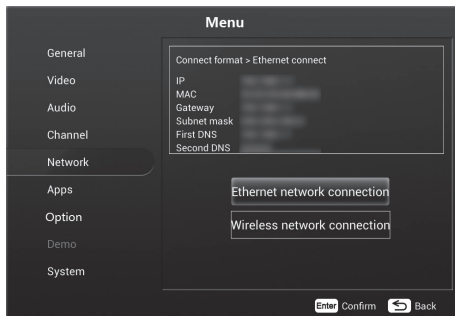 Menu
General
Video
Audio
Channel
Network
Apps
Option
Demo
System
Connect format > Ethernet connect
IP
MAC
Gateway
Subnet mask
First DNS
Second DNS
Ethernet network connection
Wireless network connection
Enter Confirm Back